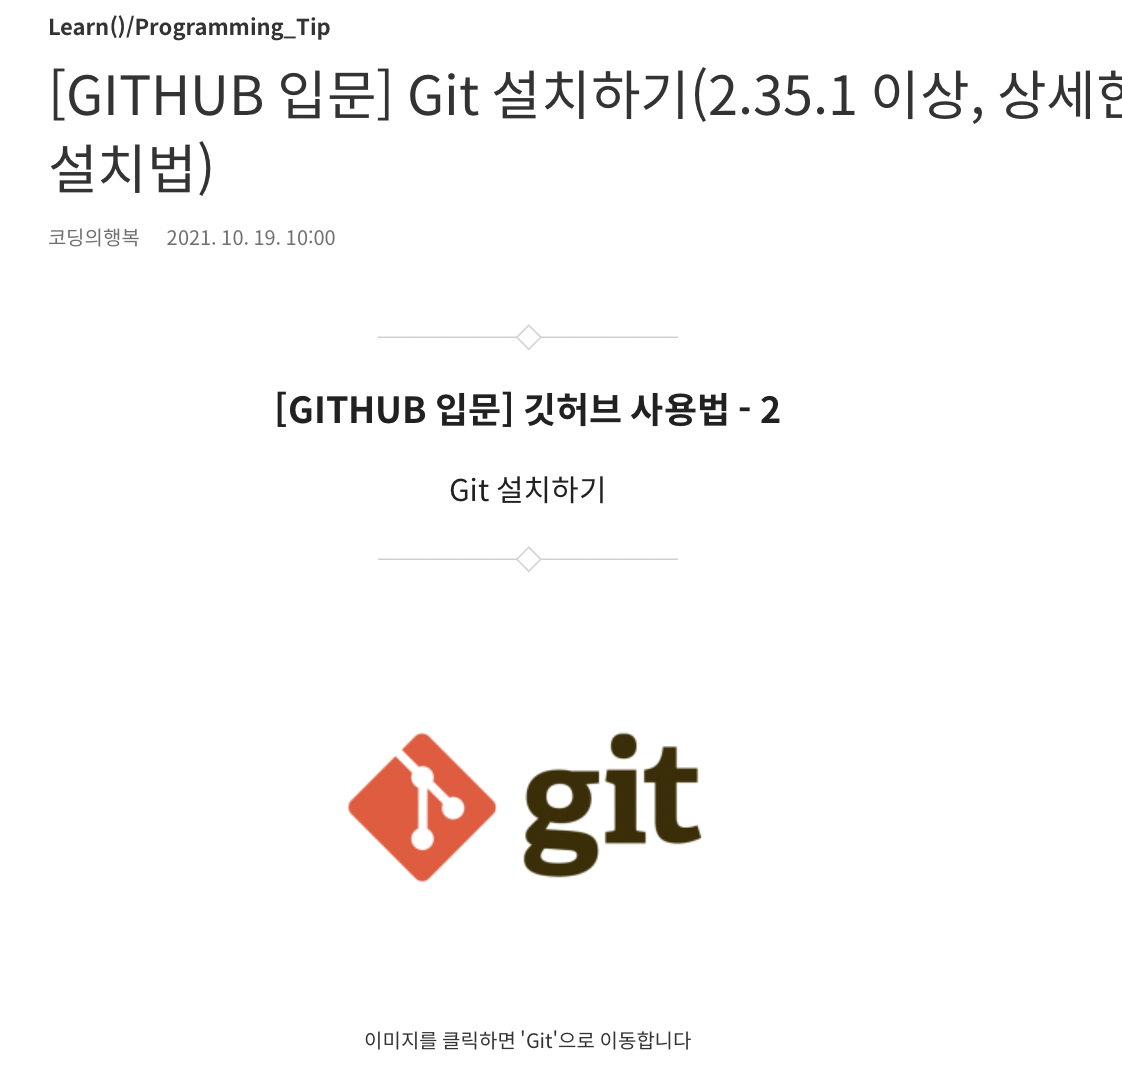 Learn()/Programming_Tip
[GITHUB 입문] Git 설치하기(2.35.1 이상, 상세한
설치법)
코딩의행복 2021. 10. 19. 10:00
[GITHUB 입문] 깃허브 사용법 - 2
Git 설치하기
git
이미지를 클릭하면 'Git'으로 이동합니다